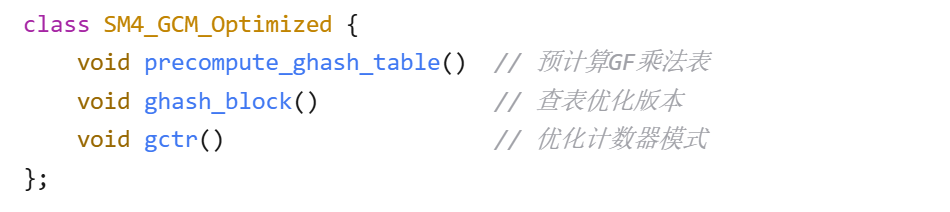 class SM4_GCM_Optimized {
    void precompute_ghash_table()  // 预计算GF乘法表
    void ghash_block()             // 查表优化版本
    void gctr()                    // 优化计数器模式
};